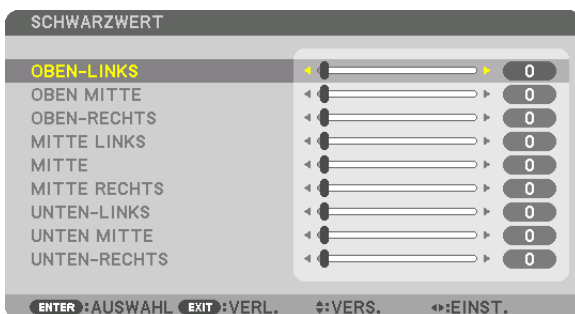 SCHWARZWERT
OBEN-LINKS 0
OBEN MITTE 0
OBEN-RECHTS 0
MITTE LINKS 0
MITTE 0
MITTE RECHTS 0
UNTEN-LINKS 0
UNTEN MITTE 0
UNTEN-RECHTS 0
ENTER :AUSWAHL EXIT :VERL. :VERS. :EINST.